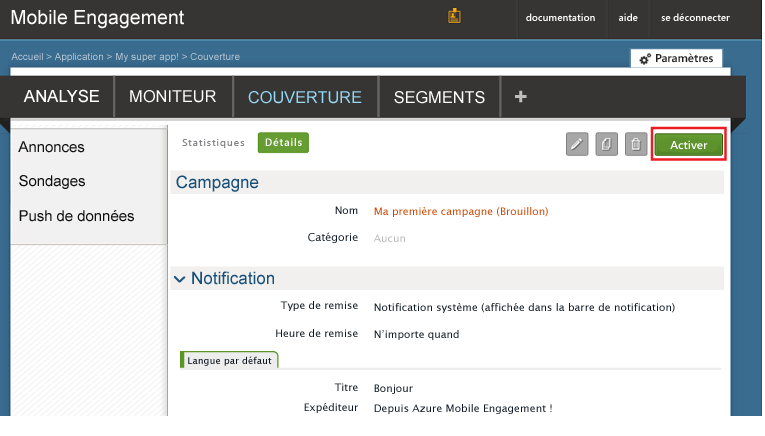 Mobile Engagement
documentation aide se déconnecter
Accueil > Application > My super app! > Couverture
Paramètres
ANALYSE MONITEUR COUVERTURE SEGMENTS +
Annonces
Sondages
Push de données
Statistiques Détails Activer
Campagne
Nom Ma première campagne (Brouillon)
Catégorie Aucun
Notification
Type de remise Notification système (affichée dans la barre de notification)
Heure de remise N'importe quand
Langue par défaut
Titre Bonjour
Expéditeur Depuis Azure Mobile Engagement !